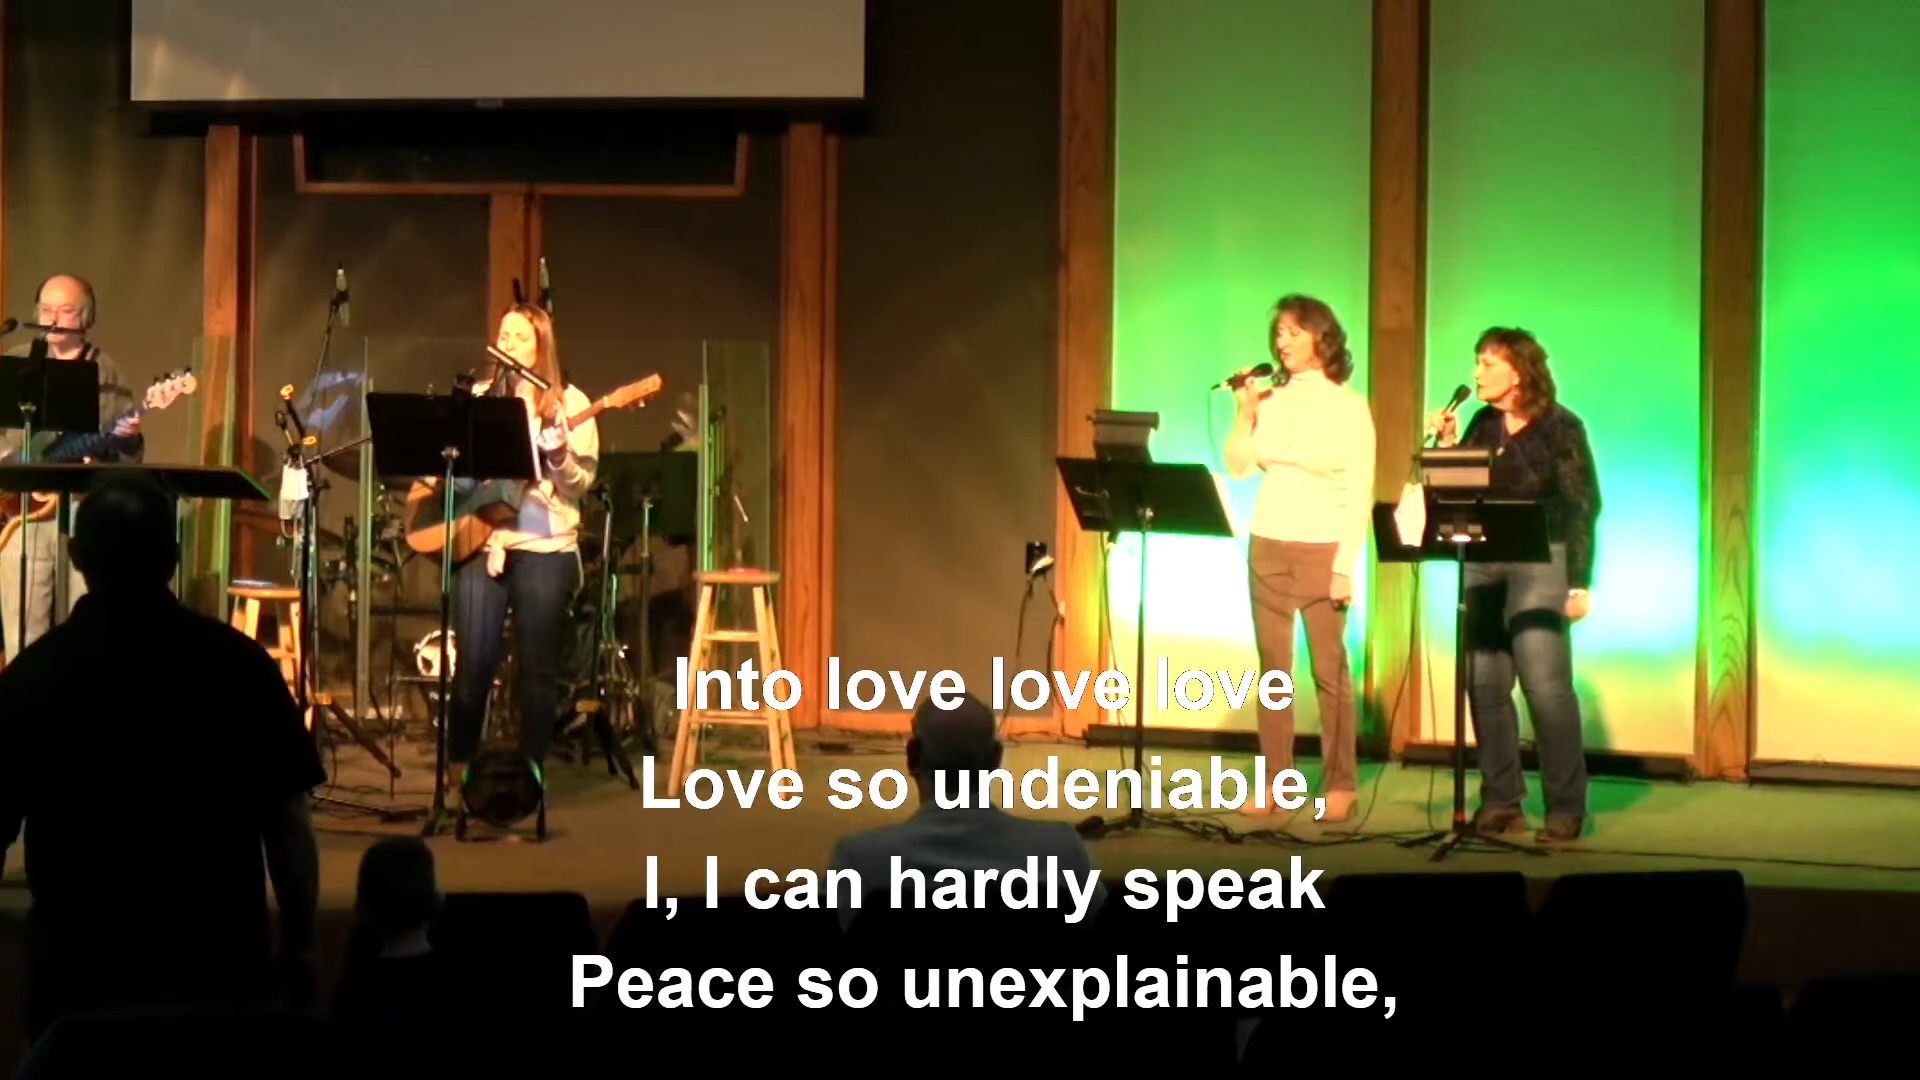 Into love love love
Love so undeniable,
I, I can hardly speak
Peace so unexplainable,